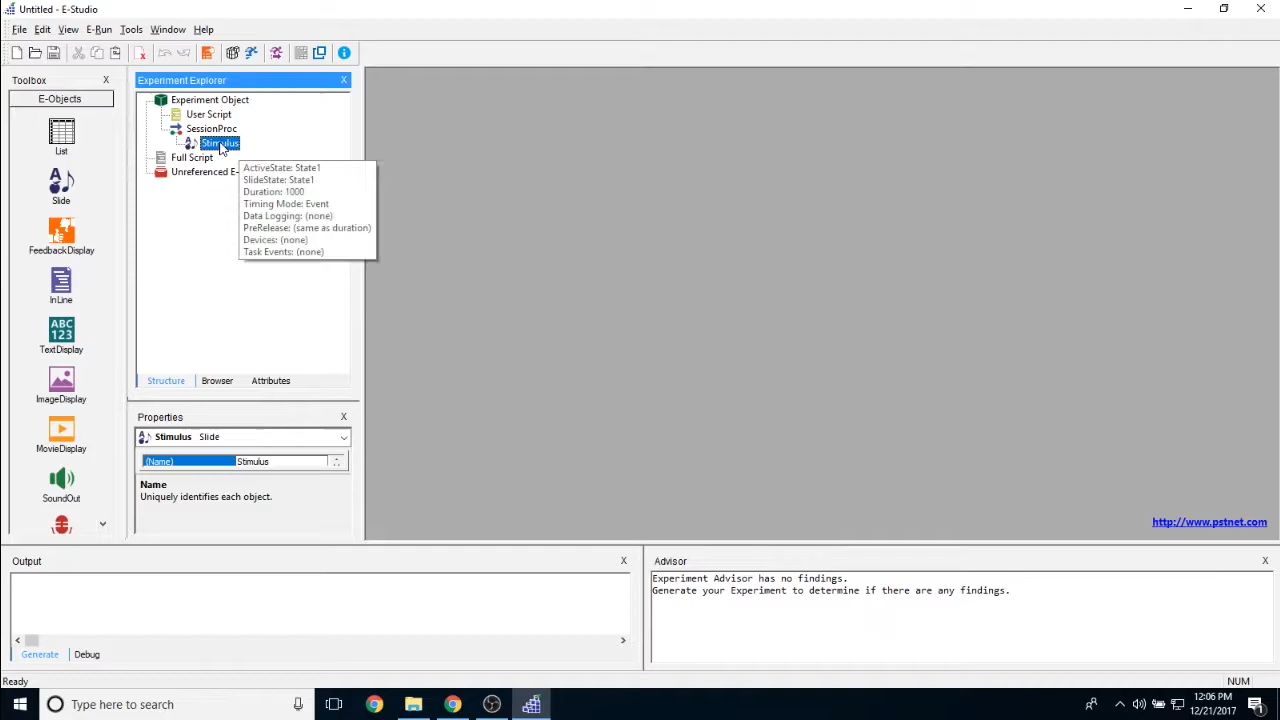 Untitled - E-Studio
File Edit View E-Run Tools Window Help
Toolbox X
E-Objects
List
Slide
FeedbackDisplay
InLine
ABC
123
TextDisplay
ImageDisplay
MovieDisplay
SoundOut
Experiment Explorer X
Experiment Object
User Script
SessionProc
Stimulus
Full Script
Unreferenced E-
ActiveState: State1
SlideState: State1
Duration: 1000
Timing Mode: Event
Data Logging: (none)
PreRelease: (same as duration)
Devices: (none)
Task Events: (none)
Structure Browser Attributes
Properties X
Stimulus Slide
(Name) Stimulus
Name
Uniquely identifies each object.
http://www.pstnet.com
Output X
Generate Debug
Advisor X
Experiment Advisor has no findings.
Generate your Experiment to determine if there are any findings.
Ready NUM
Type here to search
12:06 PM
12/21/2017
1